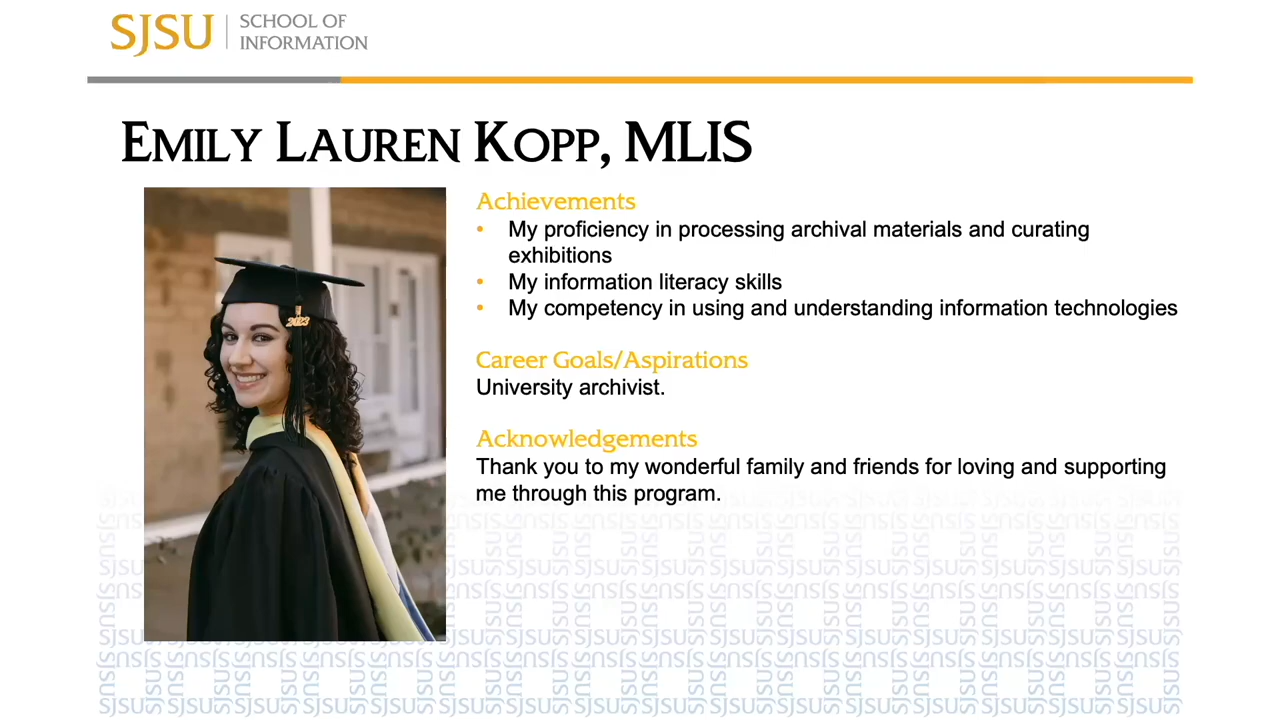 SJSU | SCHOOL OF
INFORMATION
EMILY LAUREN KOPP, MLIS
2023
Achievements
• My proficiency in processing archival materials and curating
exhibitions
• My information literacy skills
• My competency in using and understanding information technologies
Career Goals/Aspirations
University archivist.
Acknowledgements
Thank you to my wonderful family and friends for loving and supporting
me through this program.